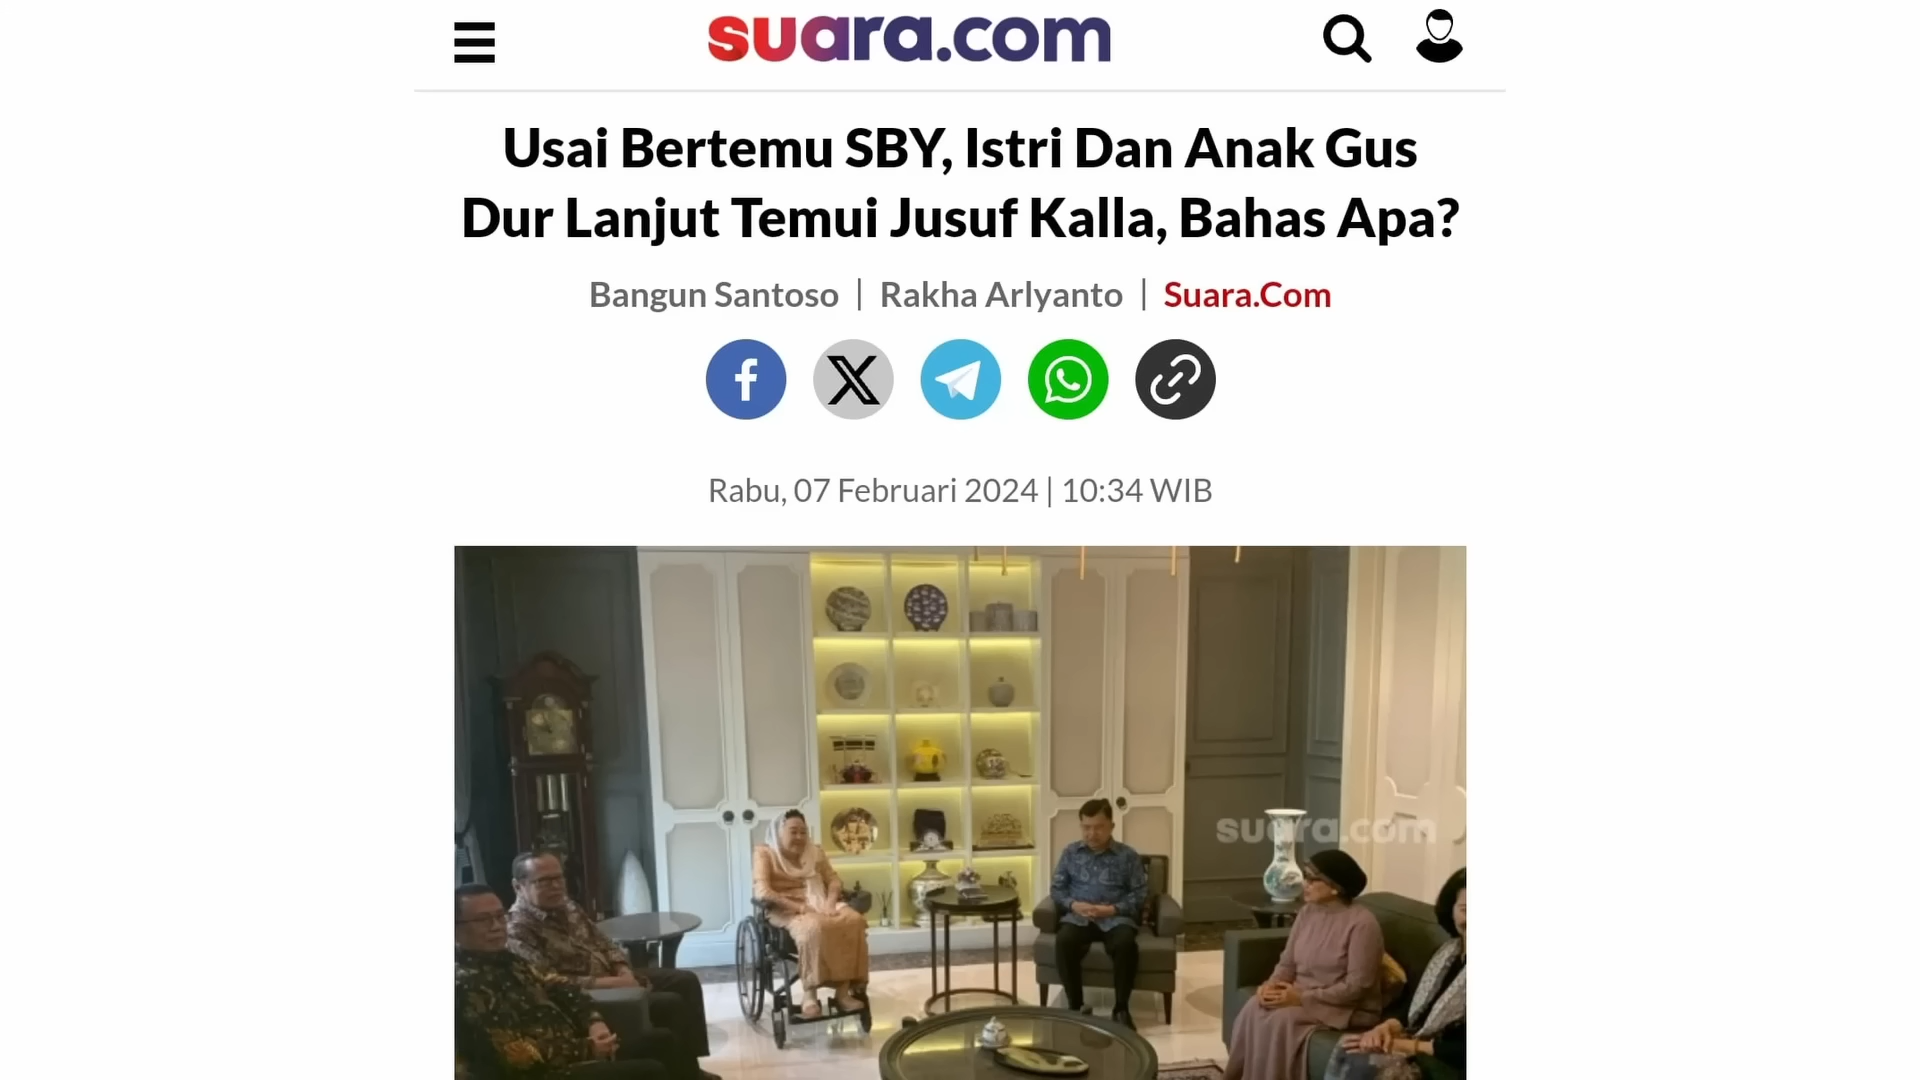 suara.com
Usai Bertemu SBY, Istri Dan Anak Gus
Dur Lanjut Temui Jusuf Kalla, Bahas Apa?
Bangun Santoso | Rakha Arlyanto | Suara.Com
Rabu, 07 Februari 2024 | 10:34 WIB
suara.com